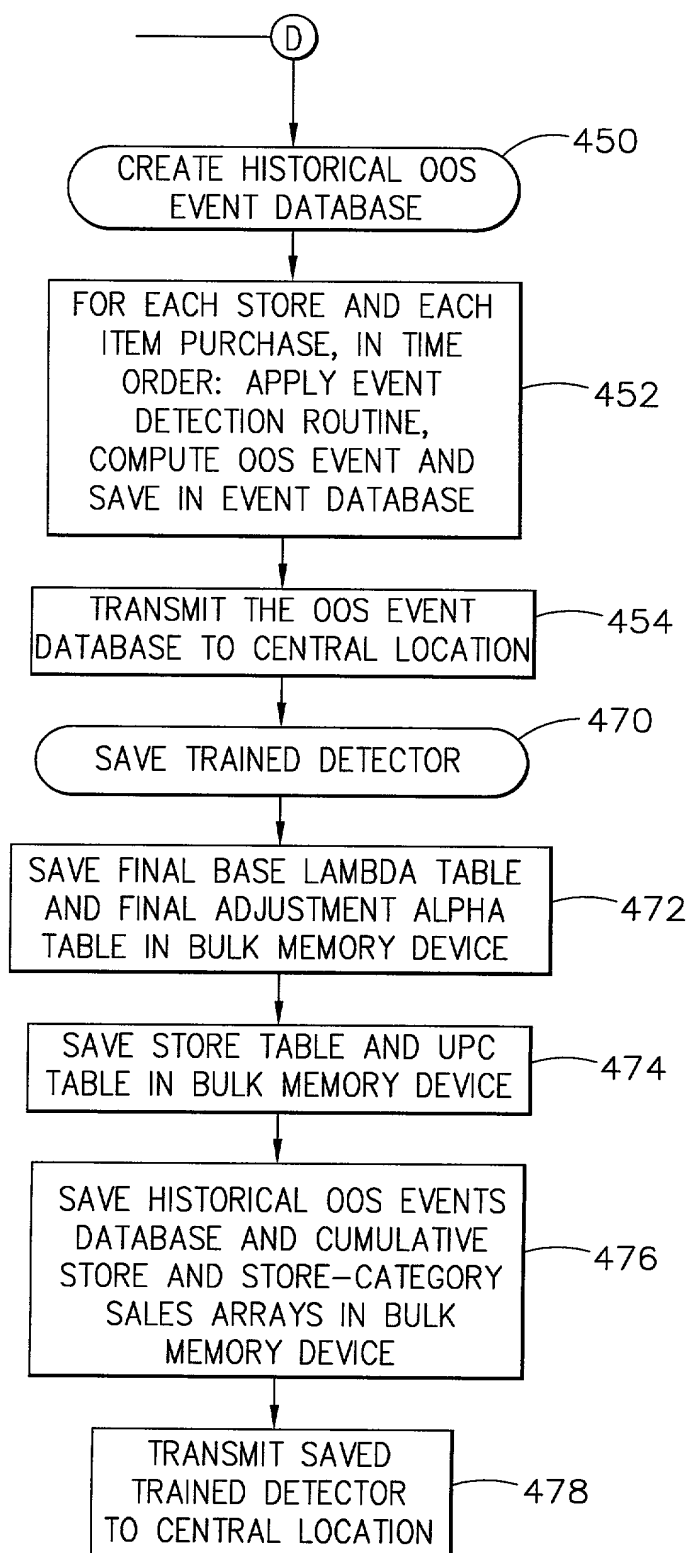 D
CREATE HISTORICAL OOS
EVENT DATABASE
450
FOR EACH STORE AND EACH
ITEM PURCHASE, IN TIME
ORDER: APPLY EVENT
DETECTION ROUTINE,
COMPUTE OOS EVENT AND
SAVE IN EVENT DATABASE
452
TRANSMIT THE OOS EVENT
DATABASE TO CENTRAL LOCATION
454
SAVE TRAINED DETECTOR
470
SAVE FINAL BASE LAMBDA TABLE
AND FINAL ADJUSTMENT ALPHA
TABLE IN BULK MEMORY DEVICE
472
SAVE STORE TABLE AND UPC
TABLE IN BULK MEMORY DEVICE
474
SAVE HISTORICAL OOS EVENTS
DATABASE AND CUMULATIVE
STORE AND STORE-CATEGORY
SALES ARRAYS IN BULK
MEMORY DEVICE
476
TRANSMIT SAVED
TRAINED DETECTOR
TO CENTRAL LOCATION
478